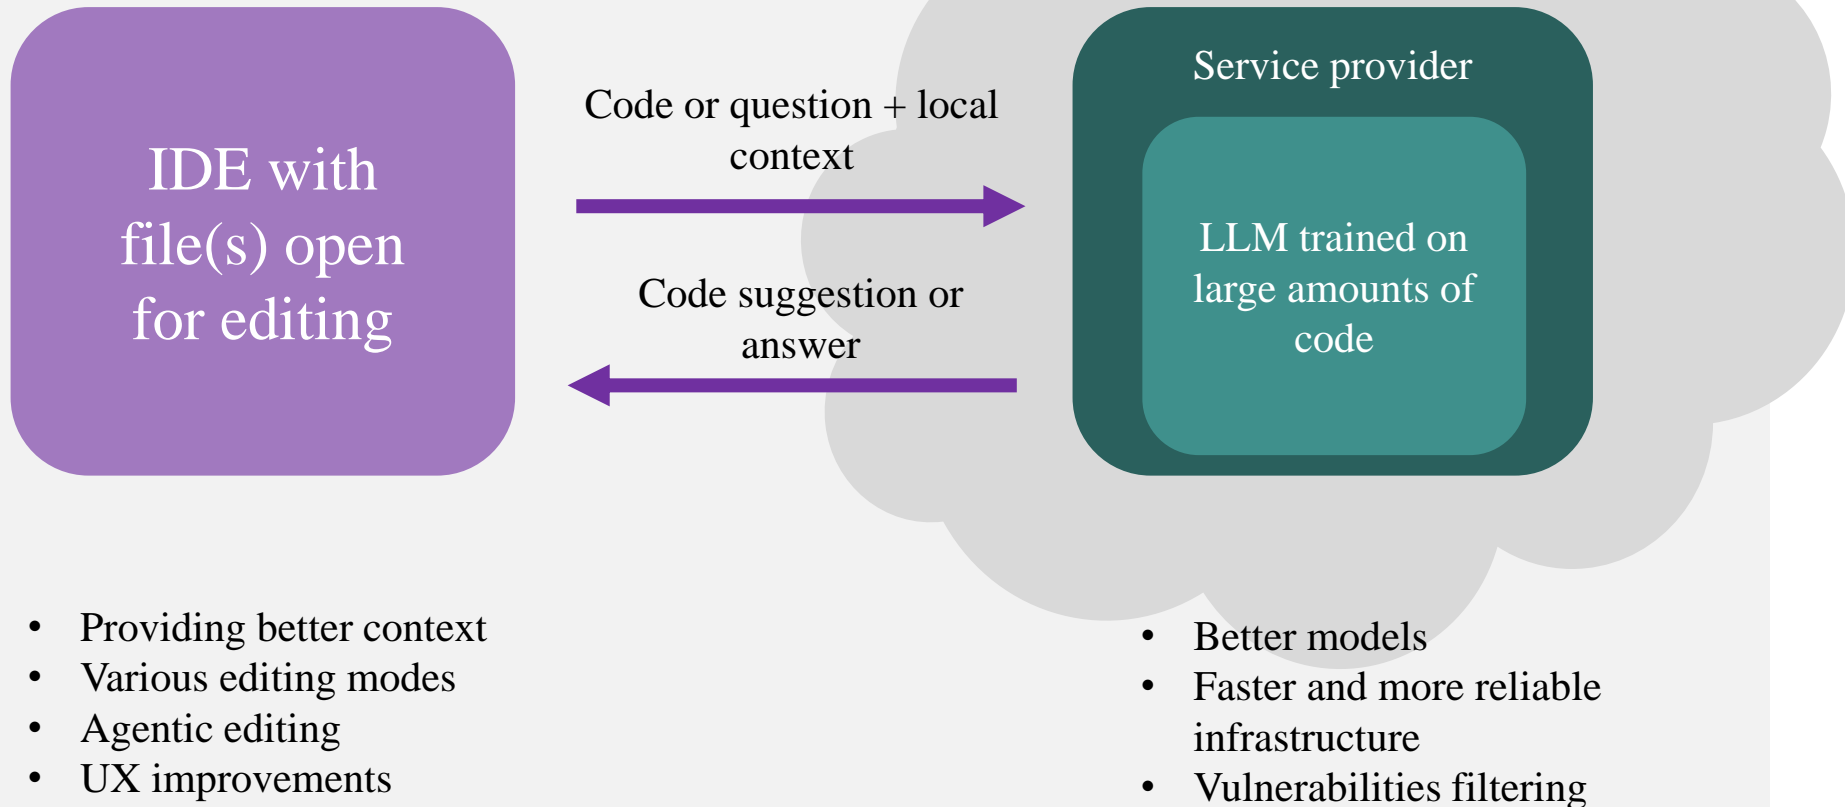 IDE with
file(s) open
for editing
Code or question + local
context
Code suggestion or
answer
Service provider
LLM trained on
large amounts of
code
• Providing better context
• Various editing modes
• Agentic editing
• UX improvements
• Better models
• Faster and more reliable
infrastructure
• Vulnerabilities filtering